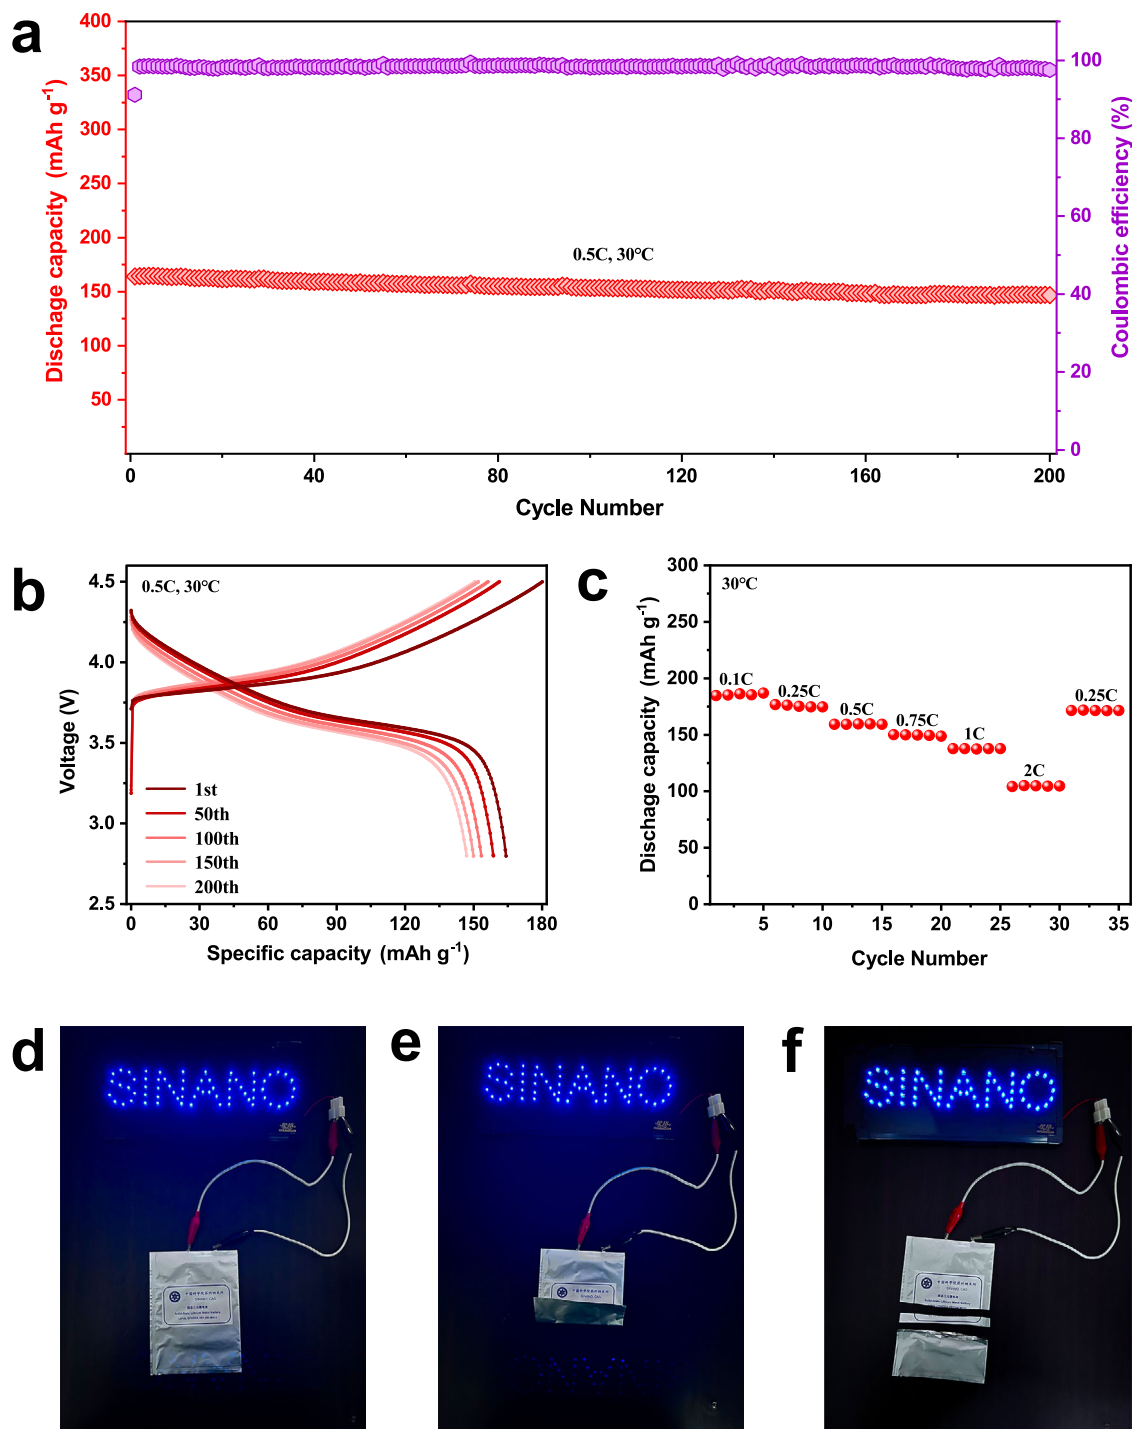 a
400
350
300
250
200
150
100
50
Dischage capacity (mAh g⁻¹)
0.5C, 30°C
100
80
60
40
20
0
Coulombic efficiency (%)
0 40 80 120 160 200
Cycle Number
b
0.5C, 30°C
4.5
4.0
3.5
3.0
2.5
Voltage (V)
1st
50th
100th
150th
200th
0 30 60 90 120 150 180
Specific capacity (mAh g⁻¹)
c
30°C
300
250
200
150
100
50
0
Dischage capacity (mAh g⁻¹)
0.1C
0.25C
0.5C
0.75C
1C
2C
0.25C
5 10 15 20 25 30 35
Cycle Number
d
SINANO
e
SINANO
f
SINANO